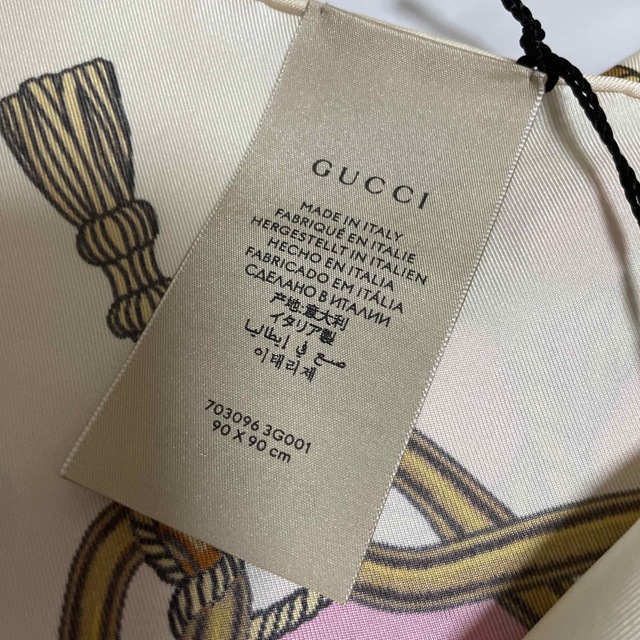 GUCCI
MADE IN ITALY
FABRIQUÉ EN ITALIE
HERGESTELLT IN ITALIEN
HECHO EN ITALIA
FABRICADO EM ITÁLIA
СДЕЛАНО В ИТАЛИИ
产地:意大利
イタリア製
صنع في إيطاليا
이태리제
703096 3G001
90 X 90 cm